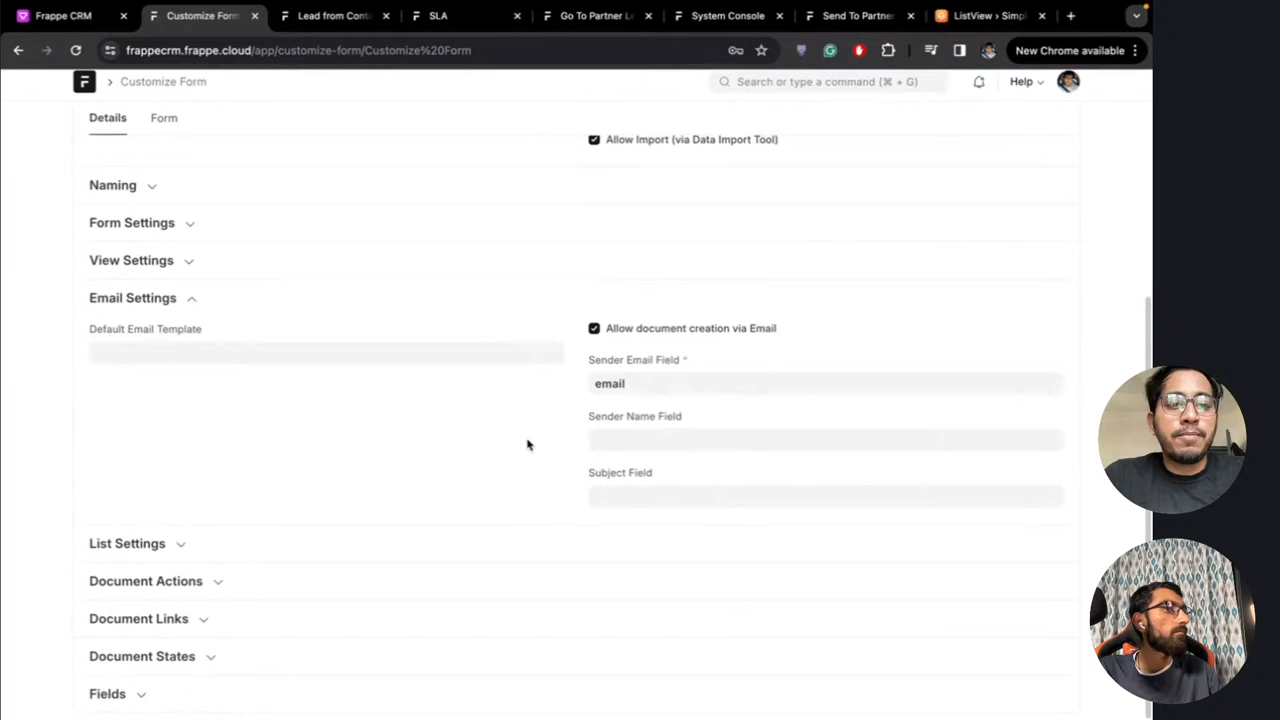 Frappe CRM
Customize Form
Lead from Conta
SLA
Go To Partner Le
System Console
Send To Partner
ListView › Simpl
frappecrm.frappe.cloud/app/customize-form/Customize%20Form
New Chrome available
Customize Form
Search or type a command (⌘ + G)
Help
Details
Form
Allow Import (via Data Import Tool)
Naming
Form Settings
View Settings
Email Settings
Default Email Template
Allow document creation via Email
Sender Email Field *
email
Sender Name Field
Subject Field
List Settings
Document Actions
Document Links
Document States
Fields